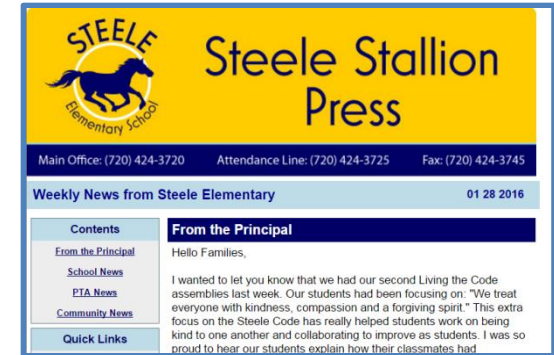 STEELE
Elementary School
Steele Stallion
Press
Main Office: (720) 424-3720 Attendance Line: (720) 424-3725 Fax: (720) 424-3745
Weekly News from Steele Elementary 01 28 2016
Contents
From the Principal
School News
PTA News
Community News
Quick Links
From the Principal
Hello Families,
I wanted to let you know that we had our second Living the Code
assemblies last week. Our students had been focusing on: "We treat
everyone with kindness, compassion and a forgiving spirit." This extra
focus on the Steele Code has really helped students work on being
kind to one another and collaborating to improve as students. I was so
proud to hear our students explain how their classmates had